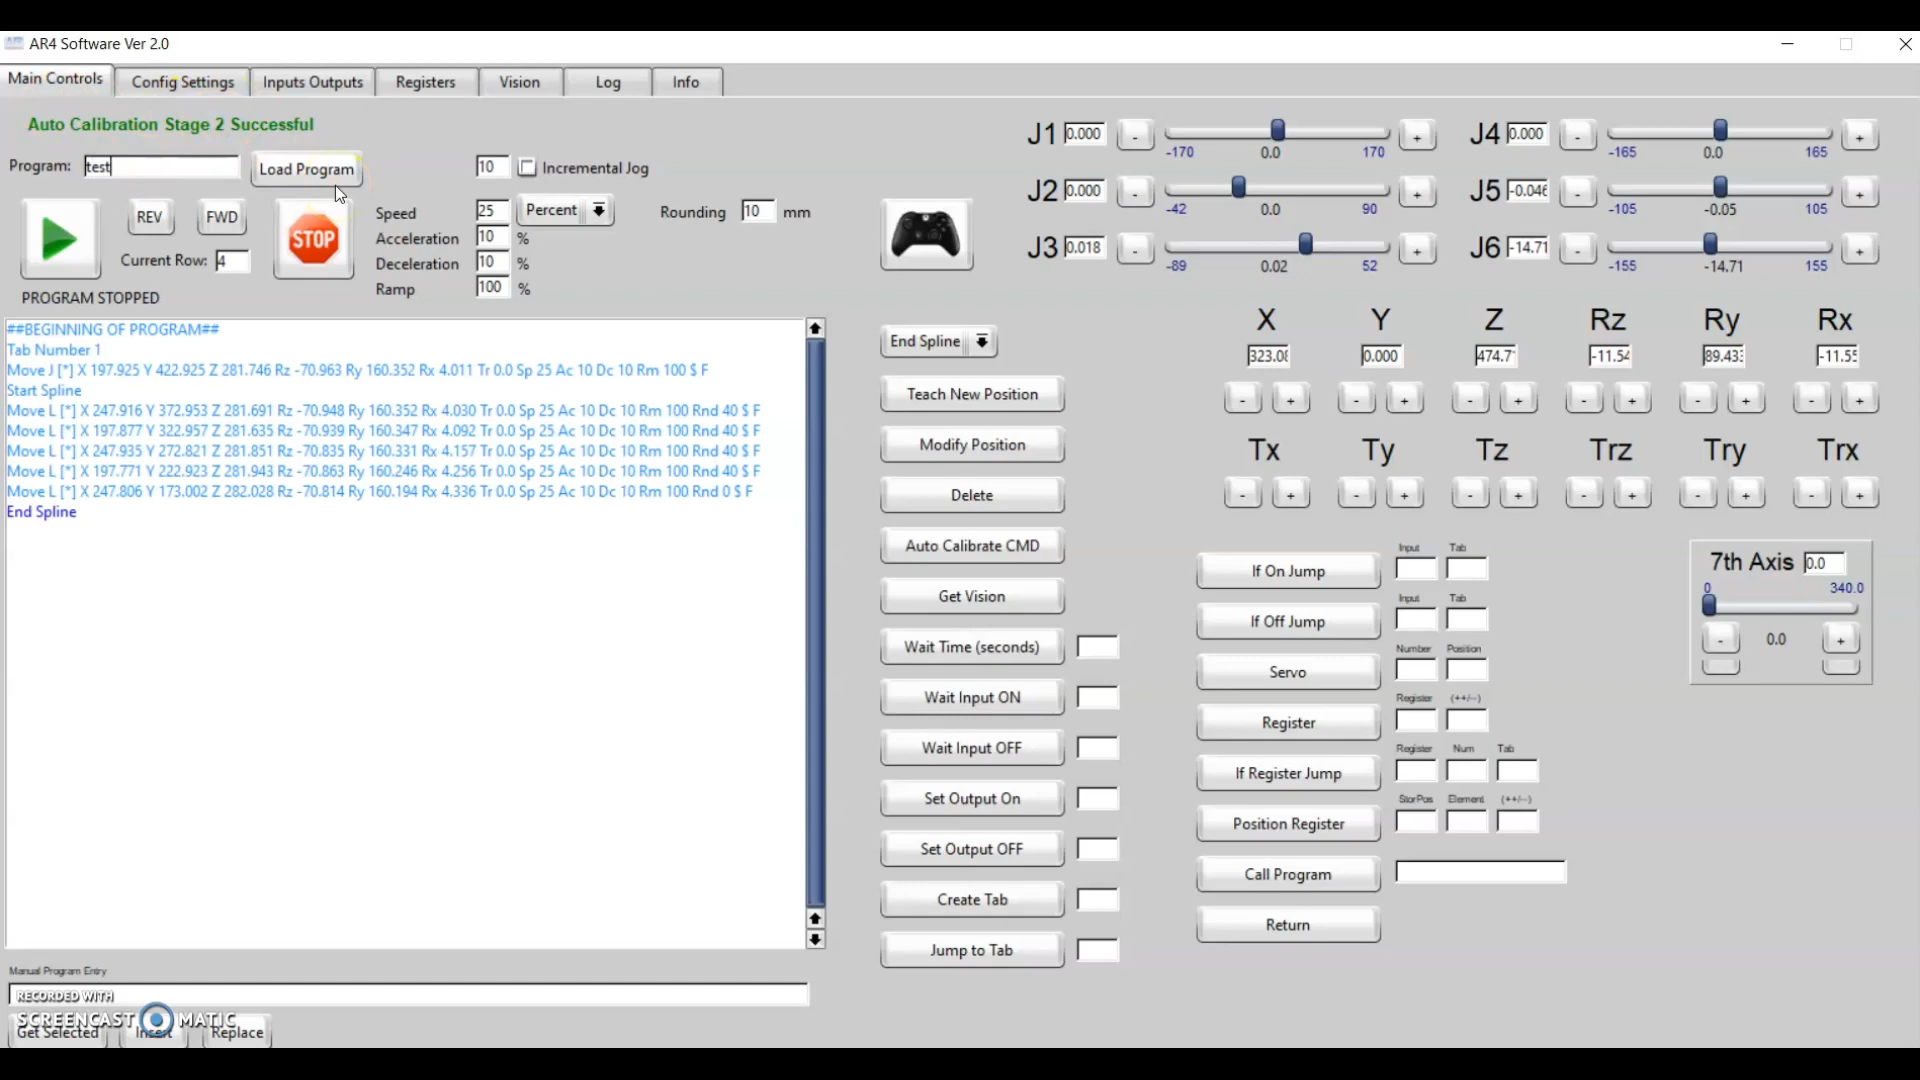 AR4 Software Ver 2.0
Main Controls Config Settings Inputs Outputs Registers Vision Log Info
Auto Calibration Stage 2 Successful
Program: test Load Program
10 Incremental Jog
REV FWD
STOP
Current Row: 4
PROGRAM STOPPED
Speed 25 Percent
Rounding 10 mm
Acceleration 10 %
Deceleration 10 %
Ramp 100 %
J1 0.000 - +
-170 0.0 170
J2 0.000 - +
-42 0.0 90
J3 0.018 - +
-89 0.02 52
J4 0.000 - +
-165 0.0 165
J5 -0.046 - +
-105 -0.05 105
J6 -14.71 - +
-155 -14.71 155
##BEGINNING OF PROGRAM##
Tab Number 1
Move J [*] X 197.925 Y 422.925 Z 281.746 Rz -70.963 Ry 160.352 Rx 4.011 Tr 0.0 Sp 25 Ac 10 Dc 10 Rm 100 $ F
Start Spline
Move L [*] X 247.916 Y 372.953 Z 281.691 Rz -70.948 Ry 160.352 Rx 4.030 Tr 0.0 Sp 25 Ac 10 Dc 10 Rm 100 Rnd 40 $ F
Move L [*] X 197.877 Y 322.957 Z 281.635 Rz -70.939 Ry 160.347 Rx 4.092 Tr 0.0 Sp 25 Ac 10 Dc 10 Rm 100 Rnd 40 $ F
Move L [*] X 247.935 Y 272.821 Z 281.851 Rz -70.835 Ry 160.331 Rx 4.157 Tr 0.0 Sp 25 Ac 10 Dc 10 Rm 100 Rnd 40 $ F
Move L [*] X 197.771 Y 222.923 Z 281.943 Rz -70.863 Ry 160.246 Rx 4.256 Tr 0.0 Sp 25 Ac 10 Dc 10 Rm 100 Rnd 40 $ F
Move L [*] X 247.806 Y 173.002 Z 282.028 Rz -70.814 Ry 160.194 Rx 4.336 Tr 0.0 Sp 25 Ac 10 Dc 10 Rm 100 Rnd 0 $ F
End Spline
Manual Program Entry
RECORDED WITH
SCREENCAST MATIC
Get Selected Insert Replace
End Spline
Teach New Position
Modify Position
Delete
Auto Calibrate CMD
Get Vision
Wait Time (seconds)
Wait Input ON
Wait Input OFF
Set Output On
Set Output OFF
Create Tab
Jump to Tab
X Y Z Rz Ry Rx
323.08 0.000 474.7 -11.54 89.43 -11.55
- + - + - + - + - + - +
Tx Ty Tz Trz Try Trx
- + - + - + - + - + - +
Input Tab
If On Jump
Input Tab
If Off Jump
Number Position
Servo
Register (++/--)
Register
Register Num Tab
If Register Jump
StorPos Element (++/--)
Position Register
Call Program
Return
7th Axis 0.0
0 340.0
- 0.0 +